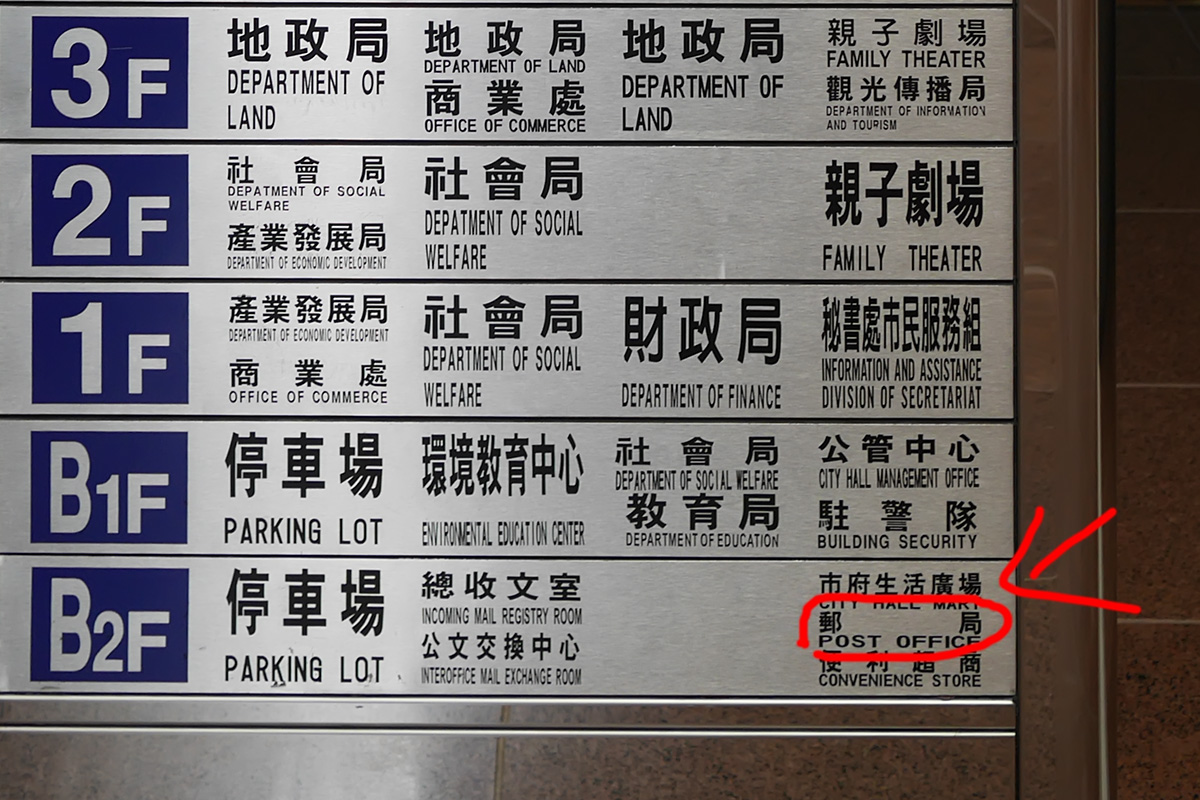 3F
地政局
DEPARTMENT OF
LAND
地政局
DEPARTMENT OF LAND
商業處
OFFICE OF COMMERCE
地政局
DEPARTMENT OF
LAND
親子劇場
FAMILY THEATER
觀光傳播局
DEPARTMENT OF INFORMATION
AND TOURISM
2F
社會局
DEPATMENT OF SOCIAL
WELFARE
產業發展局
DEPARTMENT OF ECONOMIC DEVELOPMENT
社會局
DEPATMENT OF SOCIAL
WELFARE
親子劇場
FAMILY THEATER
1F
產業發展局
DEPARTMENT OF ECONOMIC DEVELOPMENT
商業處
OFFICE OF COMMERCE
社會局
DEPARTMENT OF SOCIAL
WELFARE
財政局
DEPARTMENT OF FINANCE
秘書處市民服務組
INFORMATION AND ASSISTANCE
DIVISION OF SECRETARIAT
B1F
停車場
PARKING LOT
環境教育中心
ENVIRONMENTAL EDUCATION CENTER
社會局
DEPARTMENT OF SOCIAL WELFARE
教育局
DEPARTMENT OF EDUCATION
公管中心
CITY HALL MANAGEMENT OFFICE
駐警隊
BUILDING SECURITY
B2F
停車場
PARKING LOT
總收文室
INCOMING MAIL REGISTRY ROOM
公文交換中心
INTEROFFICE MAIL EXCHANGE ROOM
市府生活廣場
CITY HALL MART
郵局
POST OFFICE
便利超商
CONVENIENCE STORE